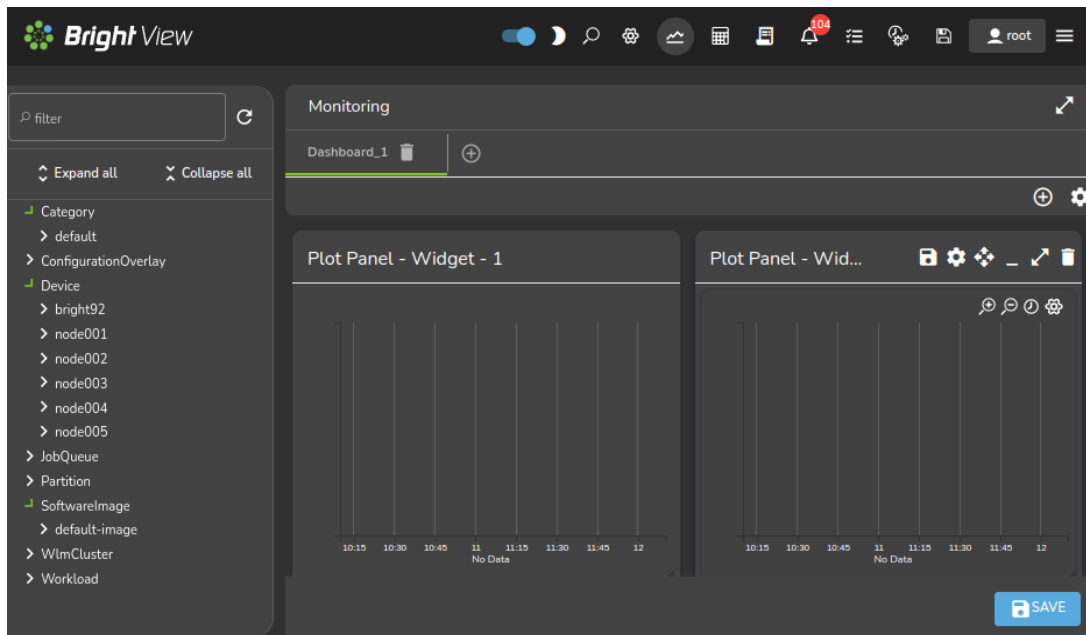 Bright View
104
root
filter
Expand all
Collapse all
Category
default
ConfigurationOverlay
Device
bright92
node001
node002
node003
node004
node005
JobQueue
Partition
SoftwareImage
default-image
WlmCluster
Workload
Monitoring
Dashboard_1
Plot Panel - Widget - 1
10:15 10:30 10:45 11 11:15 11:30 11:45 12
No Data
Plot Panel - Wid...
10:15 10:30 10:45 11 11:15 11:30 11:45 12
No Data
SAVE